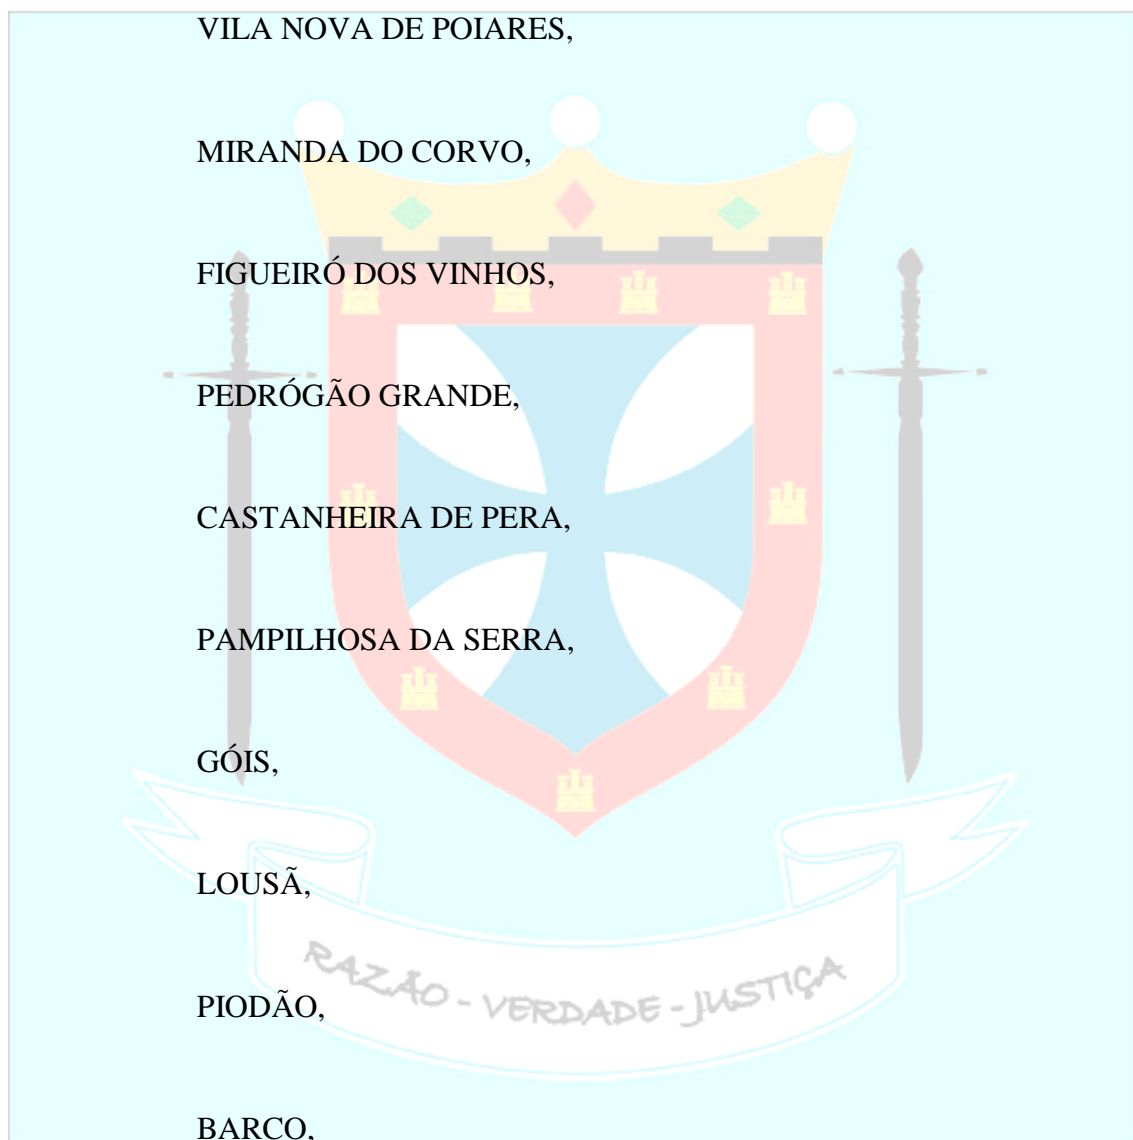 VILA NOVA DE POIARES,
MIRANDA DO CORVO,
FIGUEIRÓ DOS VINHOS,
PEDRÓGÃO GRANDE,
CASTANHEIRA DE PERA,
PAMPILHOSA DA SERRA,
GÓIS,
LOUSÃ,
RAZÃO - VERDADE - JUSTIÇA
PIODÃO,
BARCO,